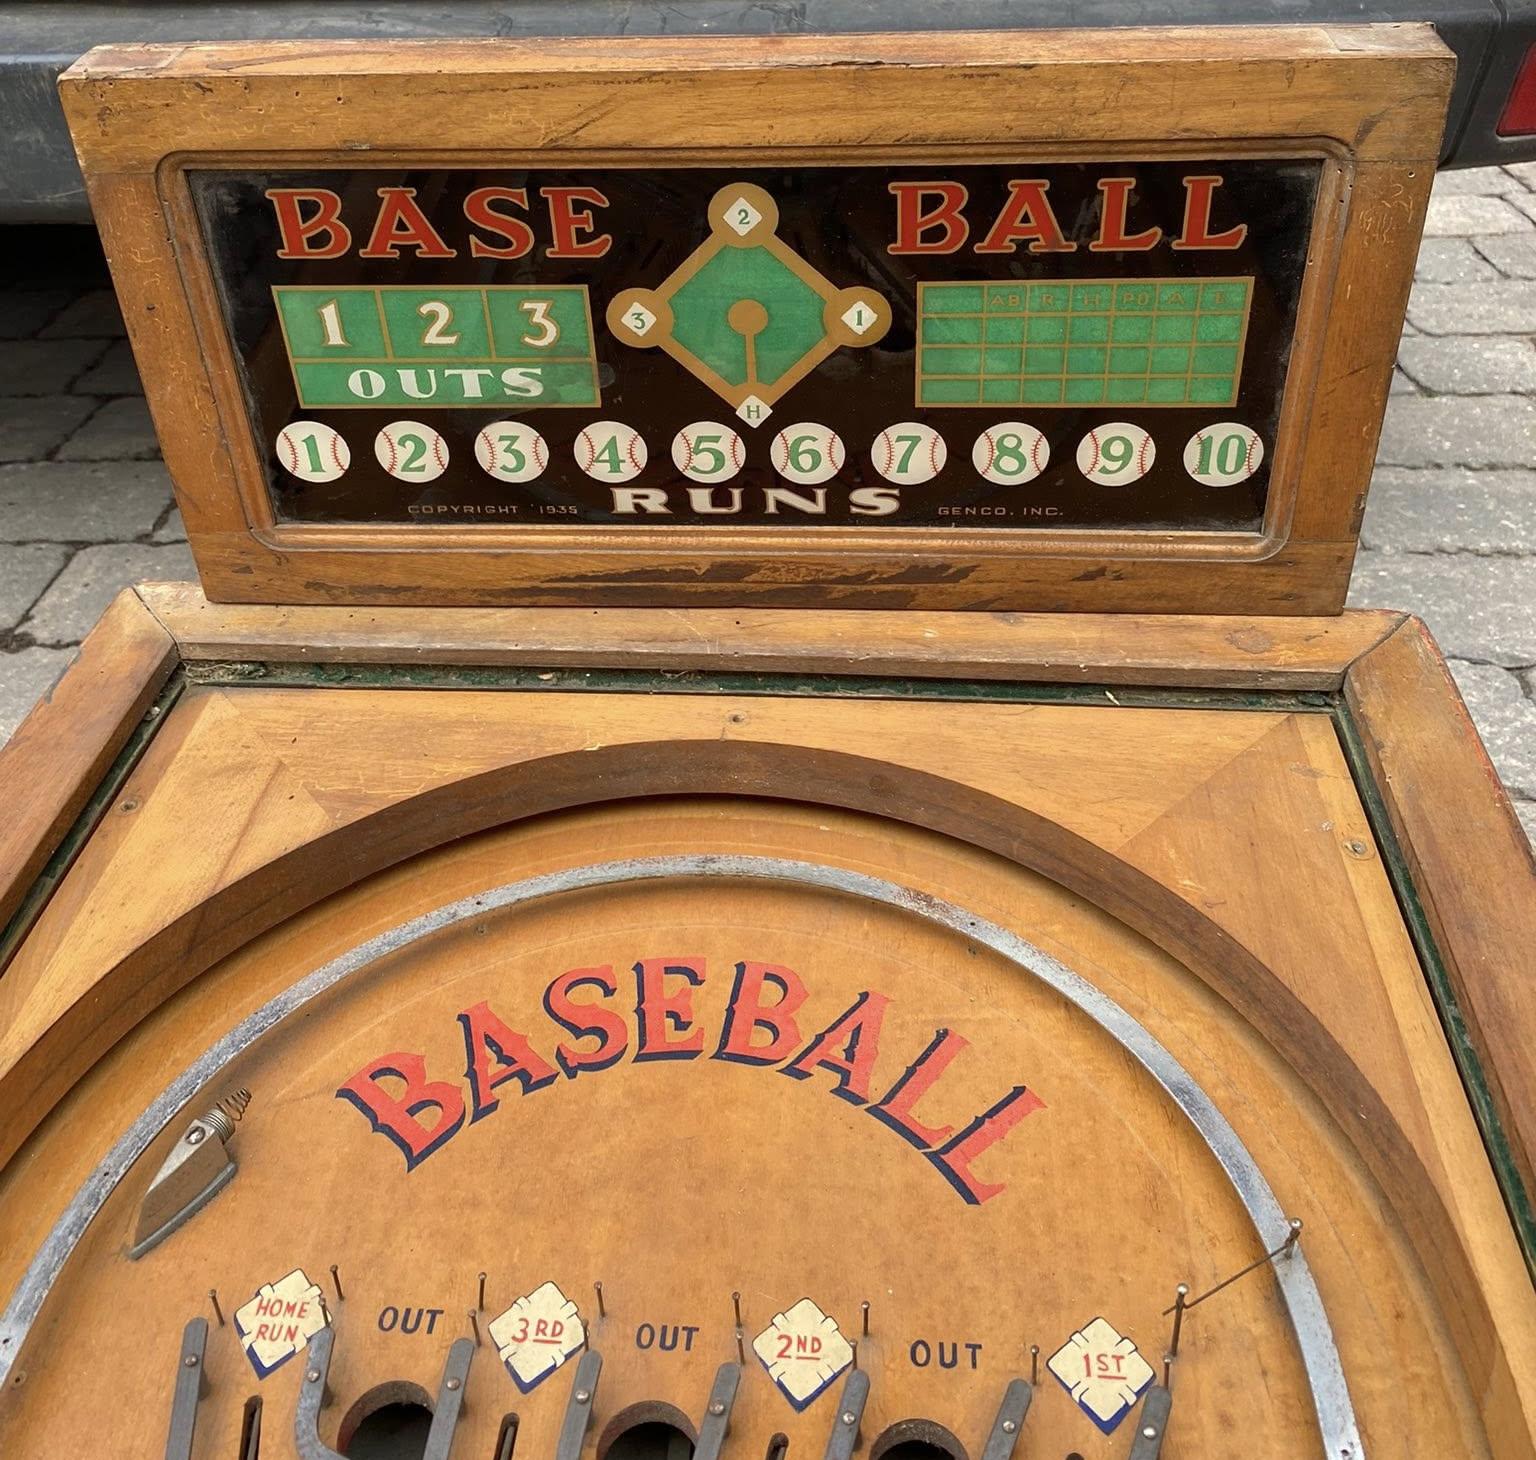 BASE BALL
2
1 2 3
OUTS
3
1
AB R H PO A E
H
1 2 3 4 5 6 7 8 9 10
RUNS
COPYRIGHT 1935
GENCO, INC.
BASEBALL
HOME
RUN
OUT
3RD
OUT
2ND
OUT
1ST